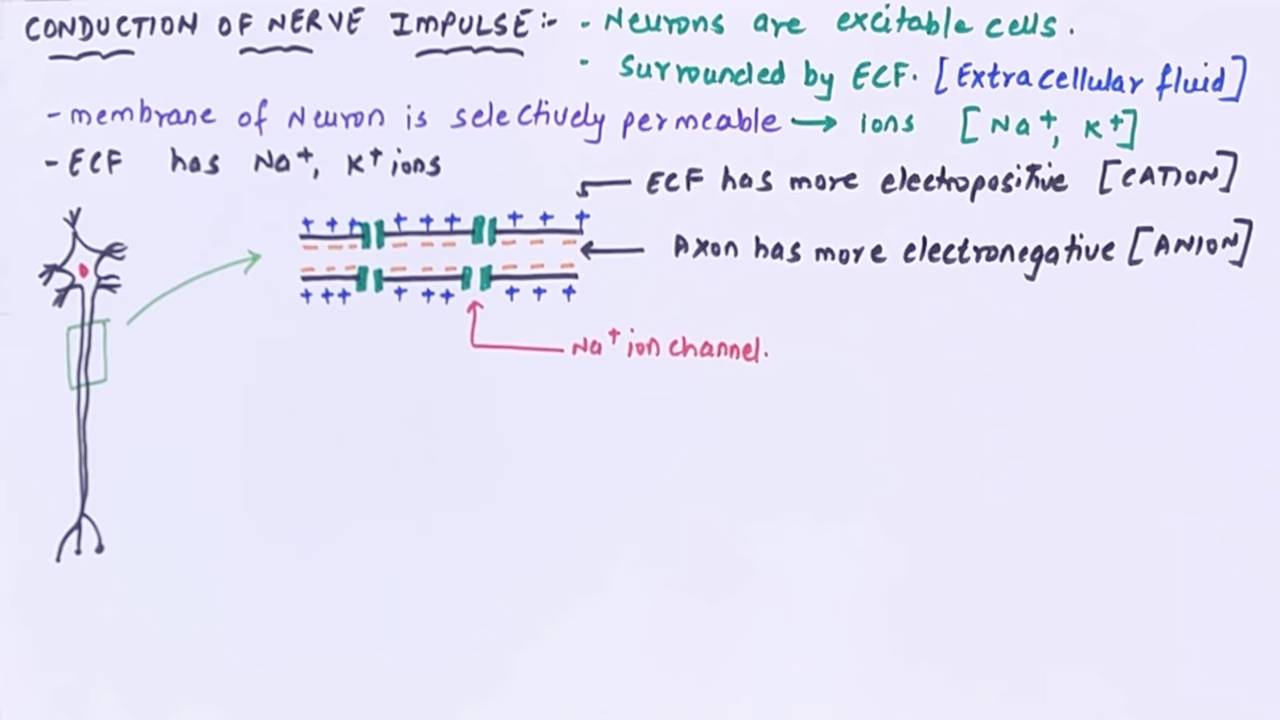 CONDUCTION OF NERVE IMPULSE:- - Neurons are excitable cells.
- Surrounded by ECF. [Extracellular fluid]
- membrane of Neuron is selectively permeable → ions [Na+, K+]
- ECF has Na+, K+ ions
ECF has more electropositive [CATION]
+ + + + + + + + +
- - - - - - - - -
Axon has more electronegative [ANION]
- - - - - - - - -
+ + + + + + + + +
Na+ ion channel.